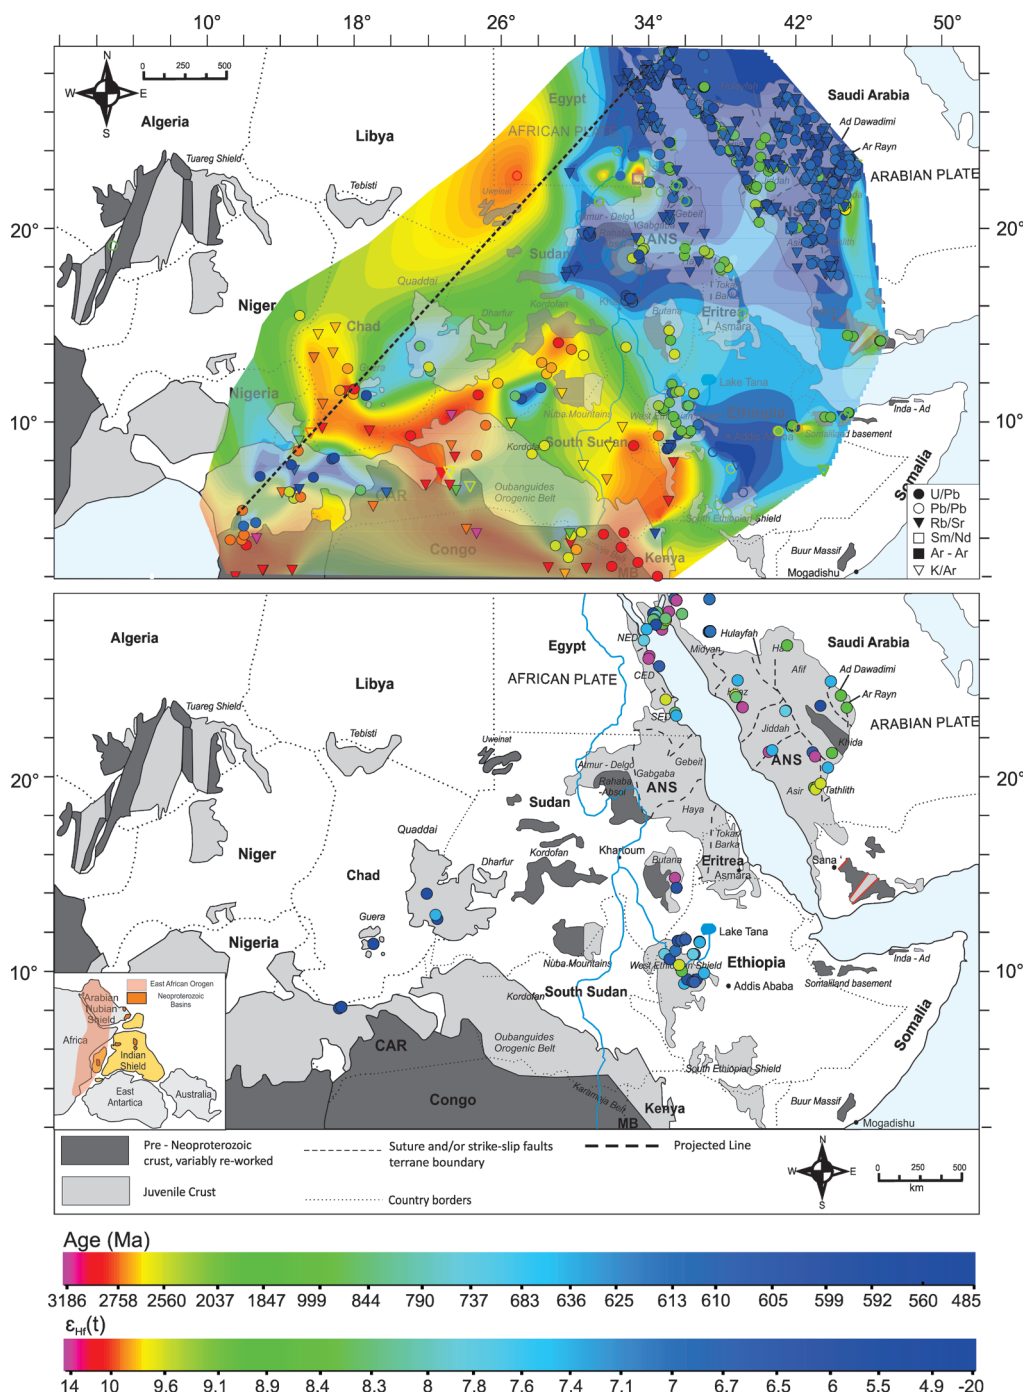 10° 18° 26° 34° 42° 50°
N
W E
S
0 250 500
Algeria
Libya
Egypt
AFRICAN PLATE
Saudi Arabia
Ad Dawadimi
Ar Rayn
ARABIAN PLATE
Tuareg Shield
Tebisti
Uweinat
20° 20°
Gebeit
Gabgaba
ANS
Sudan
Niger
Quaddai
Chad
Dharfur
Kordofan
Butana
Eritrea
Asmara
Lake Tana
Nigeria
Nuba Mountains
South Sudan
Inda - Ad
Somaliland basement
10° 10°
CAR
Oubanguides
Orogenic Belt
South Ethiopian Shield
Somalia
Congo
Kenya
MB
Buur Massif
Mogadishu
U/Pb
Pb/Pb
Rb/Sr
Sm/Nd
Ar - Ar
K/Ar
Algeria
Libya
Egypt
AFRICAN PLATE
NED
CED
SED
Midyan
Hulayfah
Afif
Saudi Arabia
Ad Dawadimi
Ar Rayn
ARABIAN PLATE
Tuareg Shield
Tebisti
Uweinat
Jiddah
Khida
ANS
Asir
Tathlith
20° 20°
Almur - Delgo
Rahaba
Absol
Gabgaba
Gebeit
ANS
Haya
Sudan
Niger
Quaddai
Chad
Dharfur
Kordofan
Khartoum
Butana
Tokar
Barka
Eritrea
Asmara
Sana
Guera
Nigeria
Nuba Mountains
Lake Tana
West Ethiopian Shield
Ethiopia
Addis Ababa
Inda - Ad
Somaliland basement
10° 10°
Kordofan
South Sudan
Somalia
CAR
Oubanguides
Orogenic Belt
South Ethiopian Shield
Congo
Karamoja Belt
MB
Kenya
Buur Massif
Mogadishu
East African Orogen
Neoproterozoic
Basins
Arabian
Nubian
Shield
Africa
Indian
Shield
East
Antartica
Australia
Pre - Neoproterozoic
crust, variably re-worked
Juvenile Crust
Suture and/or strike-slip faults
terrane boundary
Country borders
Projected Line
N
W E
S
0 250 500
km
Age (Ma)
3186 2758 2560 2037 1847 999 844 790 737 683 636 625 613 610 605 599 592 560 485
εHf(t)
14 10 9.6 9.1 8.9 8.4 8.3 8 7.8 7.6 7.4 7.1 7 6.7 6.5 6 5.5 4.9 -20